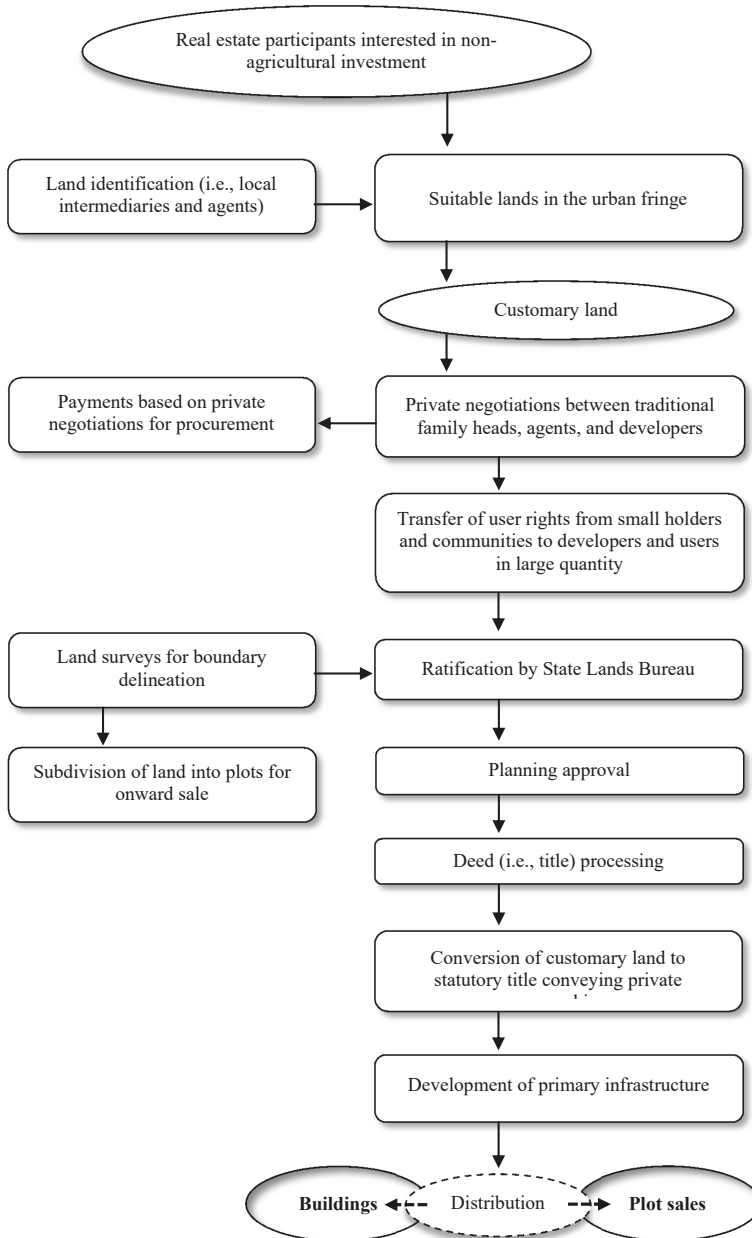 Real estate participants interested in non-
agricultural investment
Land identification (i.e., local
intermediaries and agents)
Suitable lands in the urban fringe
Customary land
Payments based on private
negotiations for procurement
Private negotiations between traditional
family heads, agents, and developers
Transfer of user rights from small holders
and communities to developers and users
in large quantity
Land surveys for boundary
delineation
Ratification by State Lands Bureau
Subdivision of land into plots for
onward sale
Planning approval
Deed (i.e., title) processing
Conversion of customary land to
statutory title conveying private
Development of primary infrastructure
Buildings
Distribution
Plot sales